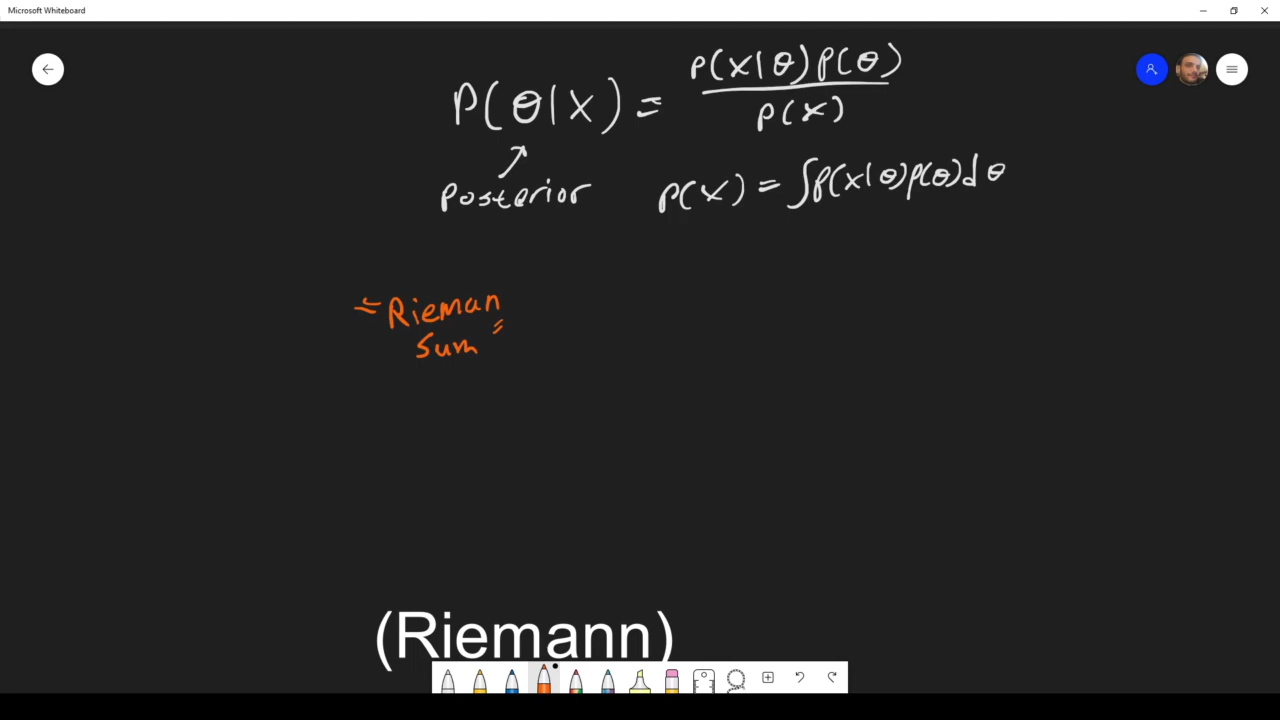 Microsoft Whiteboard
P(θ|X) = P(X|θ)P(θ)
P(X)
Posterior
P(X) = ∫P(X|θ)P(θ)dθ
"Rieman
Sum"
(Riemann)